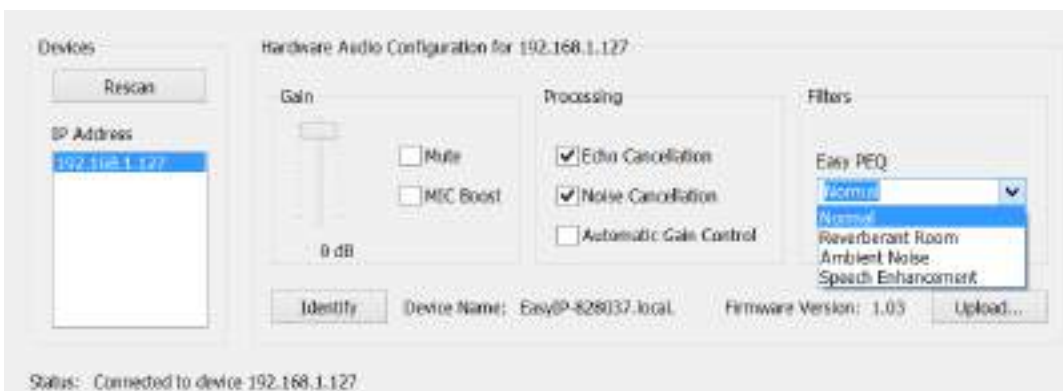 Devices
Rescan
IP Address
192.168.1.127
Hardware Audio Configuration for 192.168.1.127
Gain
Mute
MIC Boost
0 dB
Processing
Echo Cancellation
Noise Cancellation
Automatic Gain Control
Filters
Easy PEQ
Normal
Normal
Reverberant Room
Ambient Noise
Speech Enhancement
Identify
Device Name: EasyIP-828037.local.
Firmware Version: 1.03
Upload...
Status: Connected to device 192.168.1.127